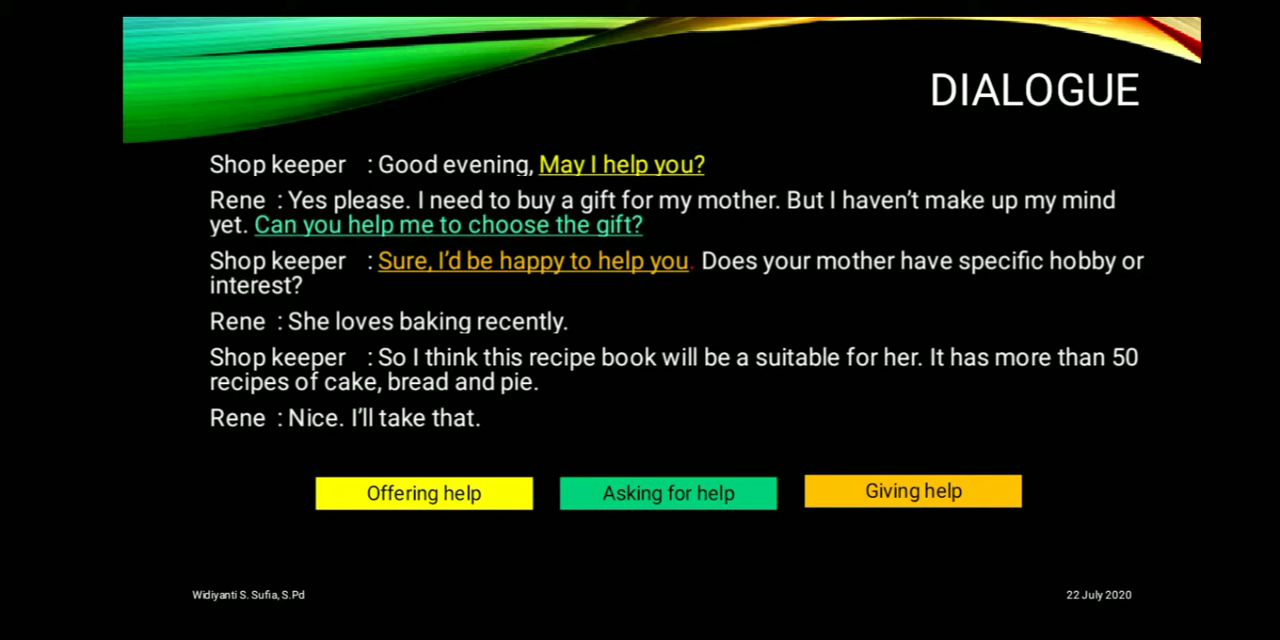 DIALOGUE
Shop keeper : Good evening, May I help you?
Rene : Yes please. I need to buy a gift for my mother. But I haven’t make up my mind
yet. Can you help me to choose the gift?
Shop keeper : Sure, I’d be happy to help you. Does your mother have specific hobby or
interest?
Rene : She loves baking recently.
Shop keeper : So I think this recipe book will be a suitable for her. It has more than 50
recipes of cake, bread and pie.
Rene : Nice. I’ll take that.
Offering help
Asking for help
Giving help
Widiyanti S. Sufia, S.Pd
22 July 2020